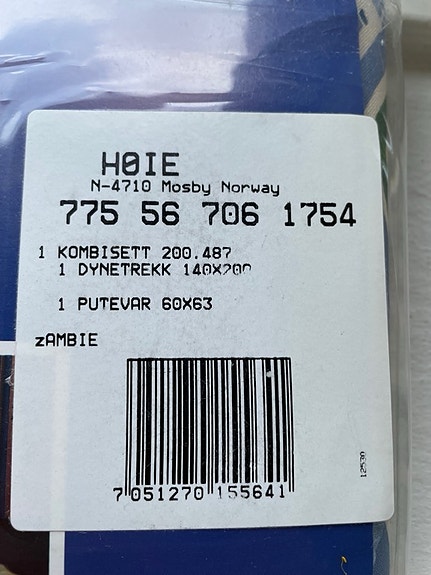 HØIE
N-4710 Mosby Norway
775 56 706 1754
1 KOMBISETT 200.487
1 DYNETREKK 140X200
1 PUTEVAR 60X63
zAMBIE
12530
7 051270 155641